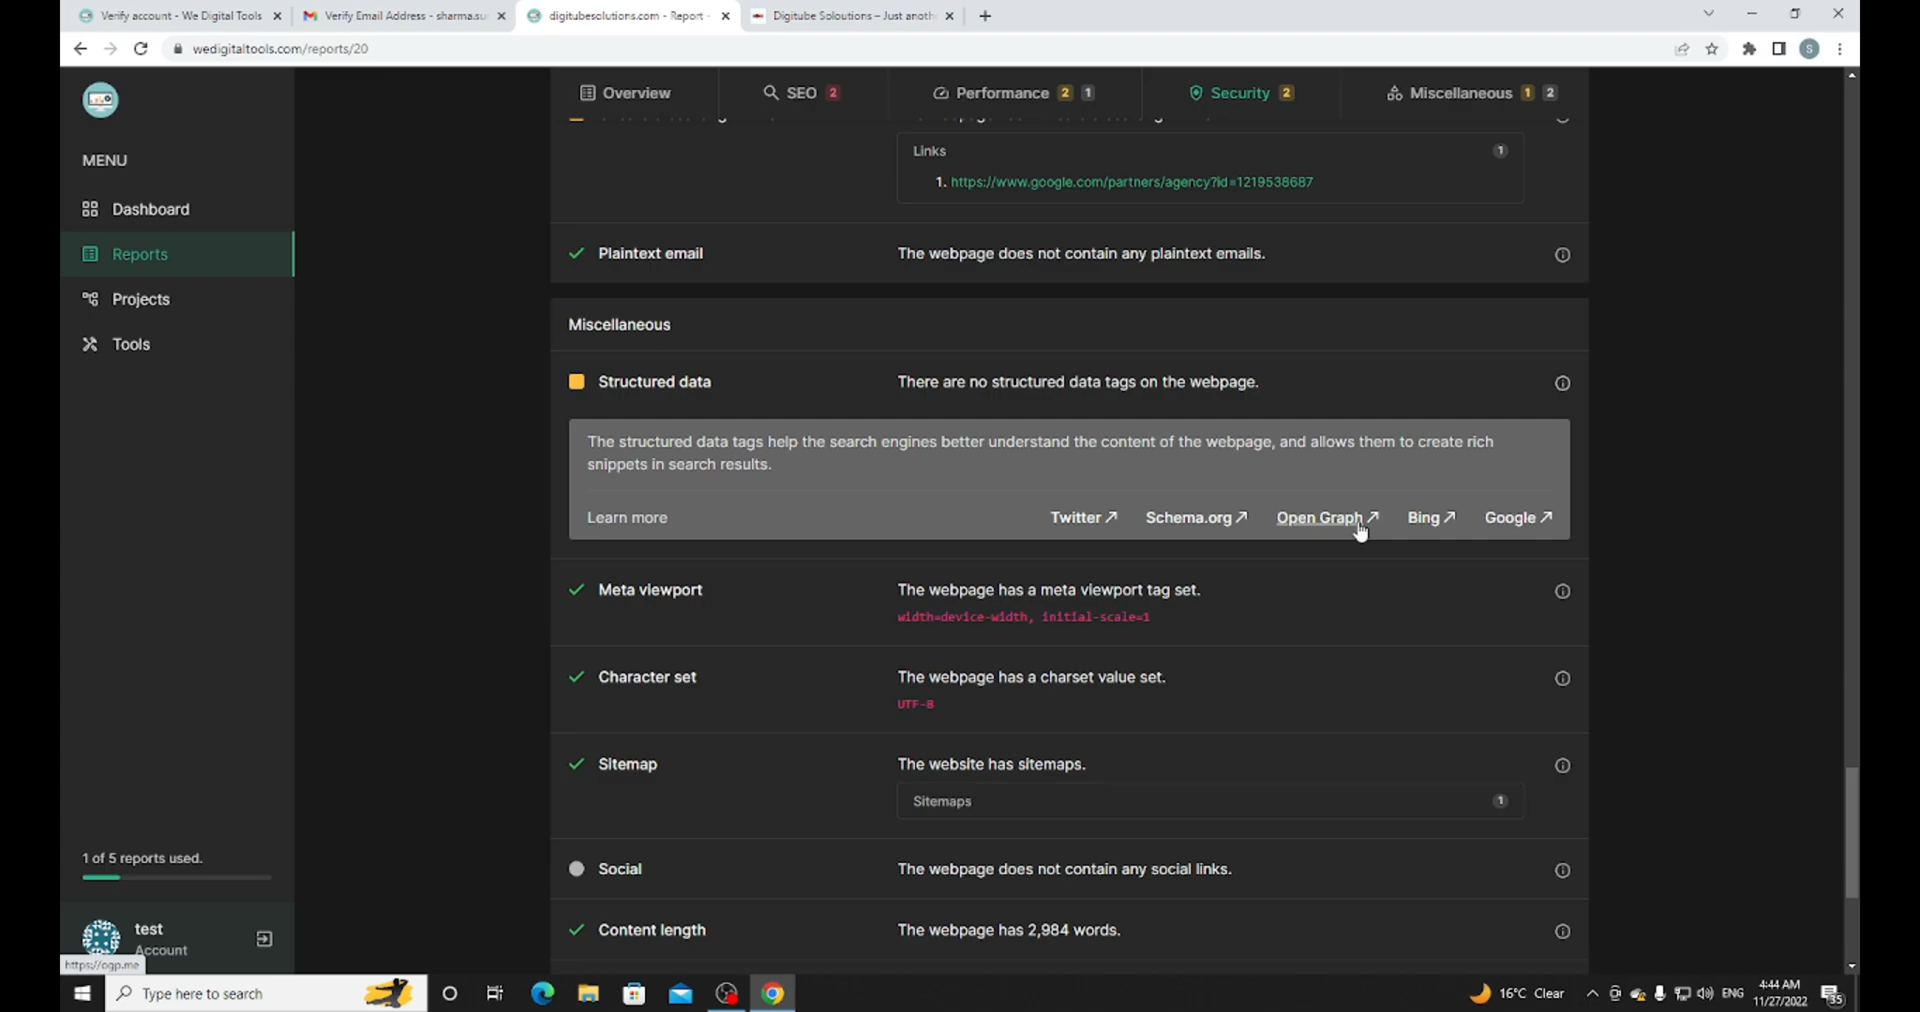 Verify account - We Digital Tools
Verify Email Address - sharma.su
digitubesolutions.com - Report -
Digitube Soloutions – Just anoth
wedigitaltools.com/reports/20
S
MENU
Dashboard
Reports
Projects
Tools
1 of 5 reports used.
test
Account
https://ogp.me
Overview
SEO 2
Performance 2 1
Security 2
Miscellaneous 1 2
Links 1
1. https://www.google.com/partners/agency?id=1219538687
Plaintext email The webpage does not contain any plaintext emails.
Miscellaneous
Structured data There are no structured data tags on the webpage.
The structured data tags help the search engines better understand the content of the webpage, and allows them to create rich
snippets in search results.
Learn more Twitter Schema.org Open Graph Bing Google
Meta viewport The webpage has a meta viewport tag set.
width=device-width, initial-scale=1
Character set The webpage has a charset value set.
UTF-8
Sitemap The website has sitemaps.
Sitemaps 1
Social The webpage does not contain any social links.
Content length The webpage has 2,984 words.
Type here to search
16°C Clear
ENG
4:44 AM
11/27/2022
35